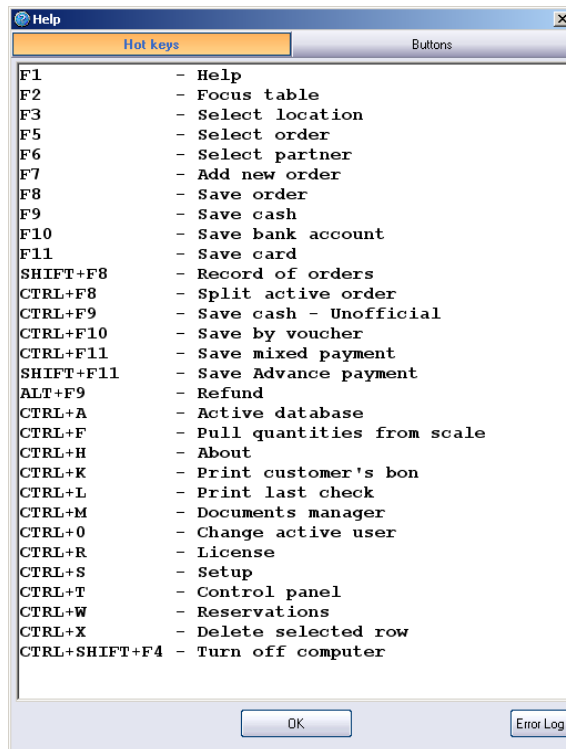 Help
Hot keys Buttons
F1 - Help
F2 - Focus table
F3 - Select location
F5 - Select order
F6 - Select partner
F7 - Add new order
F8 - Save order
F9 - Save cash
F10 - Save bank account
F11 - Save card
SHIFT+F8 - Record of orders
CTRL+F8 - Split active order
CTRL+F9 - Save cash - Unofficial
CTRL+F10 - Save by voucher
CTRL+F11 - Save mixed payment
SHIFT+F11 - Save Advance payment
ALT+F9 - Refund
CTRL+A - Active database
CTRL+F - Pull quantities from scale
CTRL+H - About
CTRL+K - Print customer's bon
CTRL+L - Print last check
CTRL+M - Documents manager
CTRL+0 - Change active user
CTRL+R - License
CTRL+S - Setup
CTRL+T - Control panel
CTRL+W - Reservations
CTRL+X - Delete selected row
CTRL+SHIFT+F4 - Turn off computer
OK Error Log